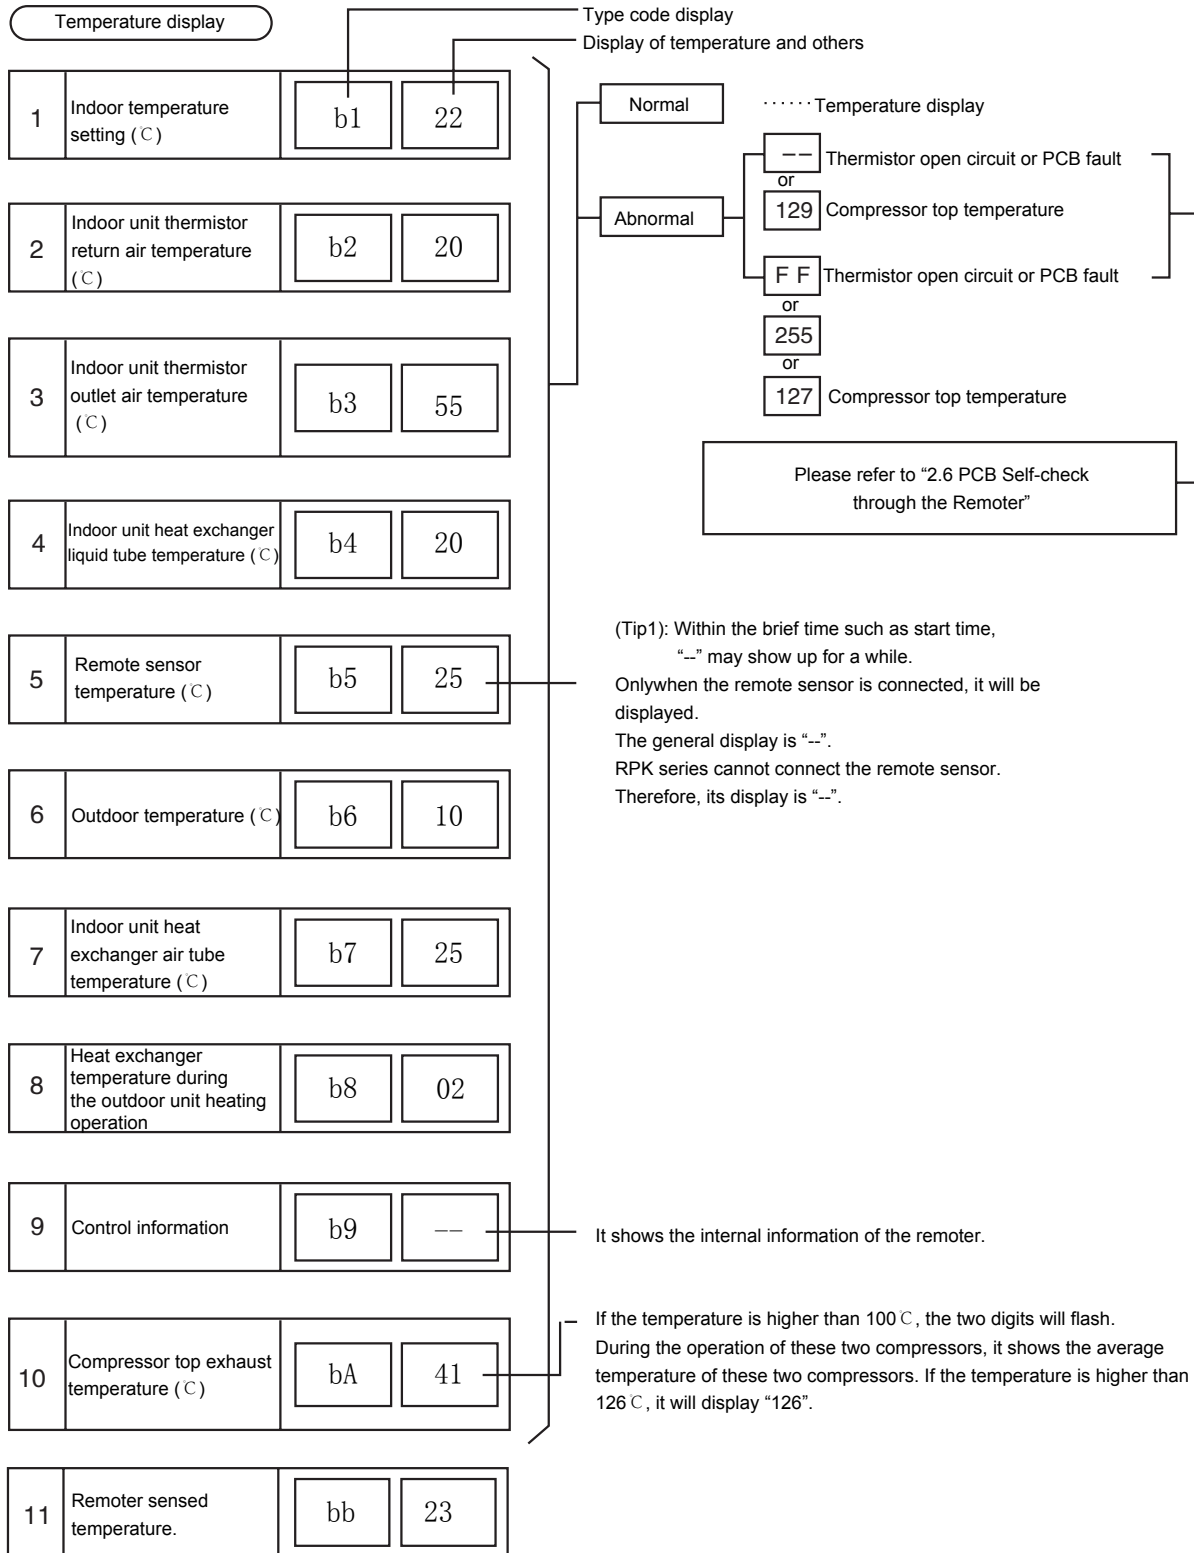 Temperature display
Type code display
Display of temperature and others
1
Indoor temperature
setting (℃)
b1
22
2
Indoor unit thermistor
return air temperature
(℃)
b2
20
3
Indoor unit thermistor
outlet air temperature
(℃)
b3
55
4
Indoor unit heat exchanger
liquid tube temperature (℃)
b4
20
5
Remote sensor
temperature (℃)
b5
25
6
Outdoor temperature (℃)
b6
10
7
Indoor unit heat
exchanger air tube
temperature (℃)
b7
25
8
Heat exchanger
temperature during
the outdoor unit heating
operation
b8
02
9
Control information
b9
--
10
Compressor top exhaust
temperature (℃)
bA
41
11
Remoter sensed
temperature.
bb
23
Normal
······Temperature display
Abnormal
-- Thermistor open circuit or PCB fault
or
129 Compressor top temperature
F F Thermistor open circuit or PCB fault
or
255
or
127 Compressor top temperature
Please refer to “2.6 PCB Self-check
through the Remoter”
(Tip1): Within the brief time such as start time,
“--” may show up for a while.
Onlywhen the remote sensor is connected, it will be
displayed.
The general display is “--”.
RPK series cannot connect the remote sensor.
Therefore, its display is “--”.
It shows the internal information of the remoter.
If the temperature is higher than 100℃, the two digits will flash.
During the operation of these two compressors, it shows the average
temperature of these two compressors. If the temperature is higher than
126℃, it will display “126”.